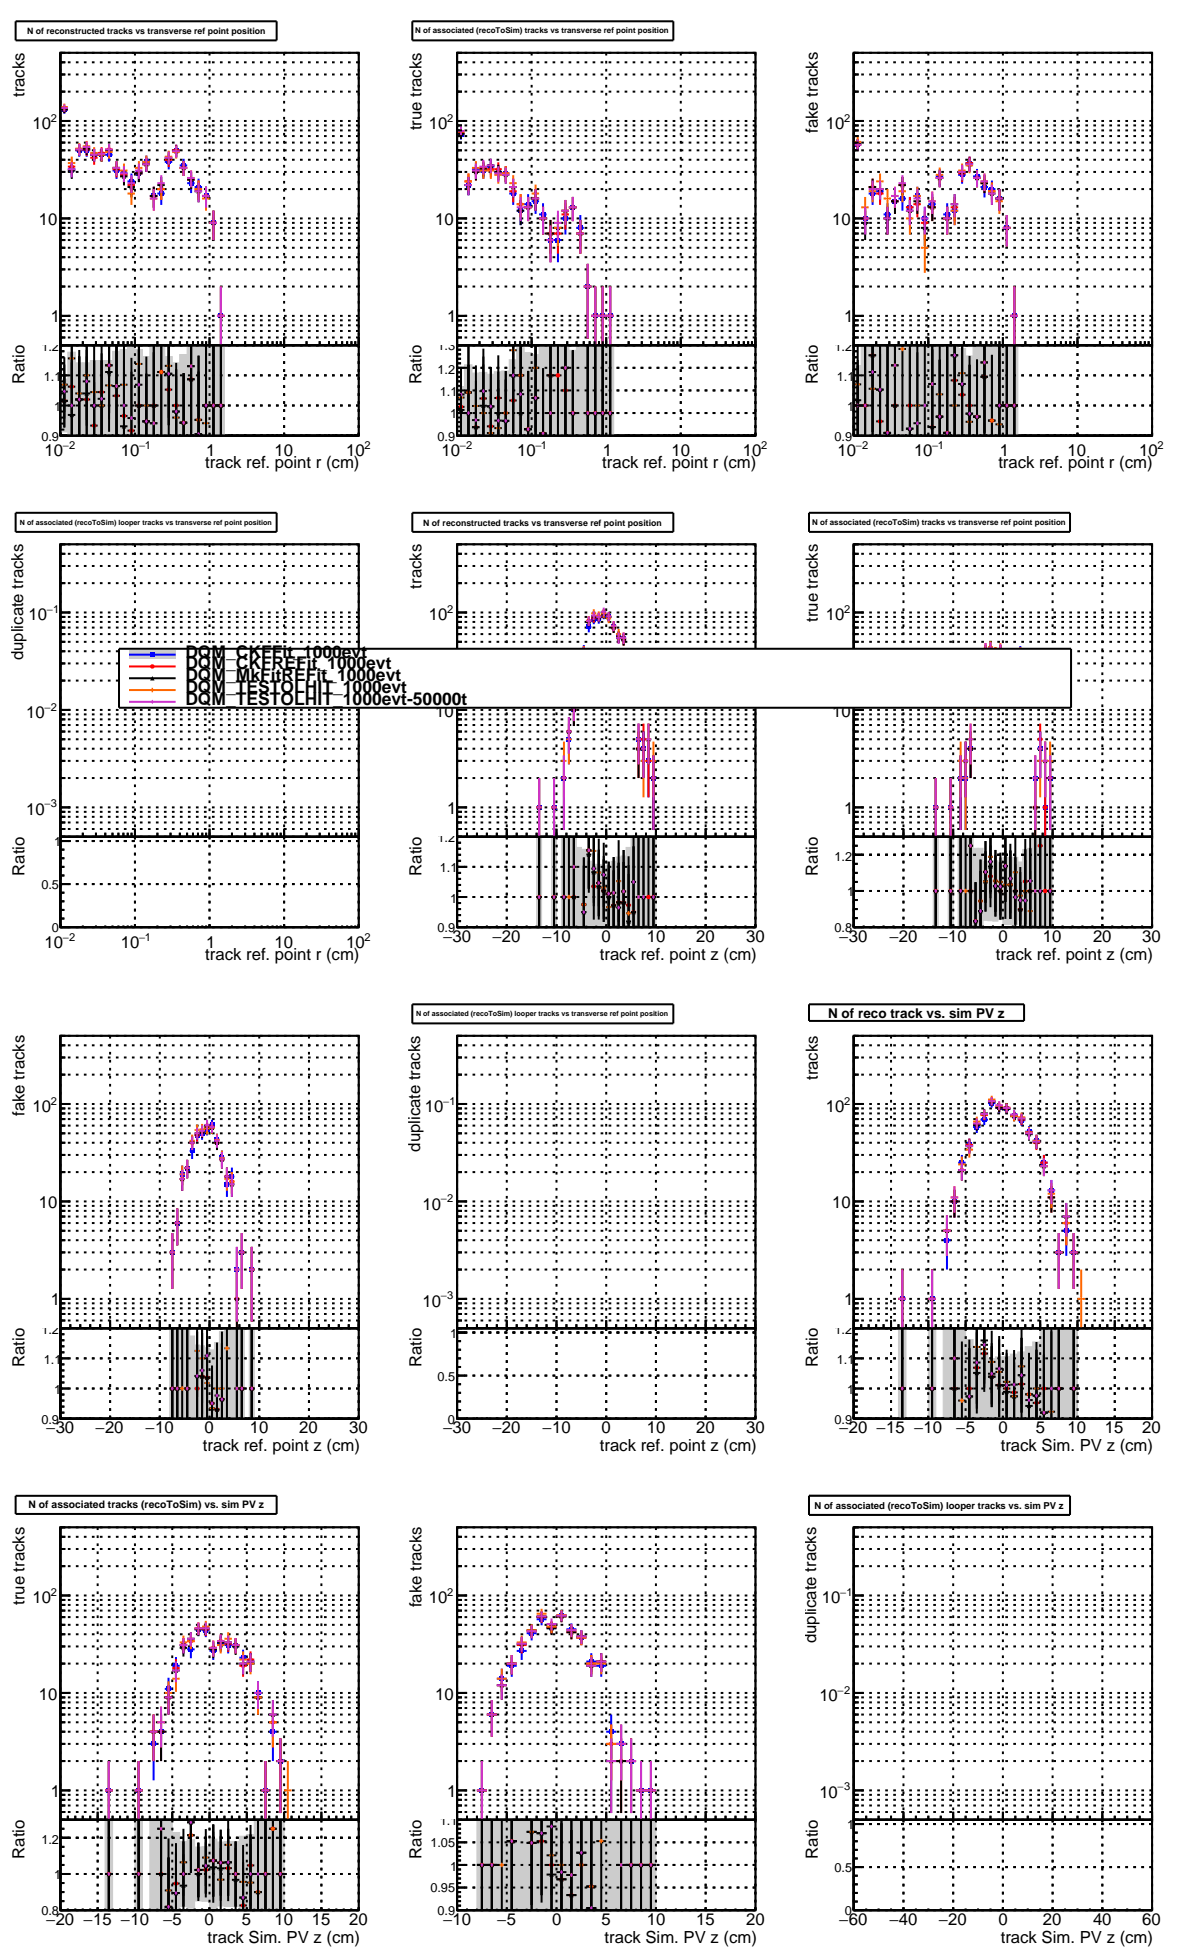 N of reconstructed tracks vs transverse ref point position
N of associated (recoToSim) tracks vs transverse ref point position
tracks
true tracks
fake tracks
10²
10
1
10²
10
1
10²
10
1
Ratio
1.2
1.1
1
0.9
Ratio
1.3
1.2
1.1
1
0.9
Ratio
1.2
1.1
1
0.9
10⁻² 10⁻¹ 1 10 10²
10⁻² 10⁻¹ 1 10 10²
10⁻² 10⁻¹ 1 10 10²
track ref. point r (cm)
track ref. point r (cm)
track ref. point r (cm)
N of associated (recoToSim) looper tracks vs transverse ref point position
N of reconstructed tracks vs transverse ref point position
N of associated (recoToSim) tracks vs transverse ref point position
duplicate tracks
tracks
true tracks
10⁻¹
10⁻²
10⁻³
10²
10
1
10²
10
1
DQM_CKFFit_1000evt
DQM_CKFREFit_1000evt
DQM_MkFitREFit_1000evt
DQM_TESTOLHIT_1000evt
DQM_TESTOLHIT_1000evt-50000t
Ratio
1
0.5
0
Ratio
1.2
1.1
1
0.9
Ratio
1.2
1
0.8
10⁻² 10⁻¹ 1 10 10²
−30 −20 −10 0 10 20 30
−30 −20 −10 0 10 20 30
track ref. point r (cm)
track ref. point z (cm)
track ref. point z (cm)
N of associated (recoToSim) looper tracks vs transverse ref point position
N of reco track vs. sim PV z
fake tracks
duplicate tracks
tracks
10²
10
1
10⁻¹
10⁻²
10⁻³
10²
10
1
Ratio
1.2
1.1
1
0.9
Ratio
1
0.5
0
Ratio
1.2
1.1
1
0.9
−30 −20 −10 0 10 20 30
−30 −20 −10 0 10 20 30
−20 −15 −10 −5 0 5 10 15 20
track ref. point z (cm)
track ref. point z (cm)
track Sim. PV z (cm)
N of associated tracks (recoToSim) vs. sim PV z
N of associated (recoToSim) looper tracks vs. sim PV z
true tracks
fake tracks
duplicate tracks
10²
10
1
10²
10
1
10⁻¹
10⁻²
10⁻³
Ratio
1.2
1
0.8
Ratio
1.1
1.05
1
0.95
0.9
Ratio
1
0.5
0
−20 −15 −10 −5 0 5 10 15 20
−10 −5 0 5 10 15 20
−60 −40 −20 0 20 40 60
track Sim. PV z (cm)
track Sim. PV z (cm)
track Sim. PV z (cm)